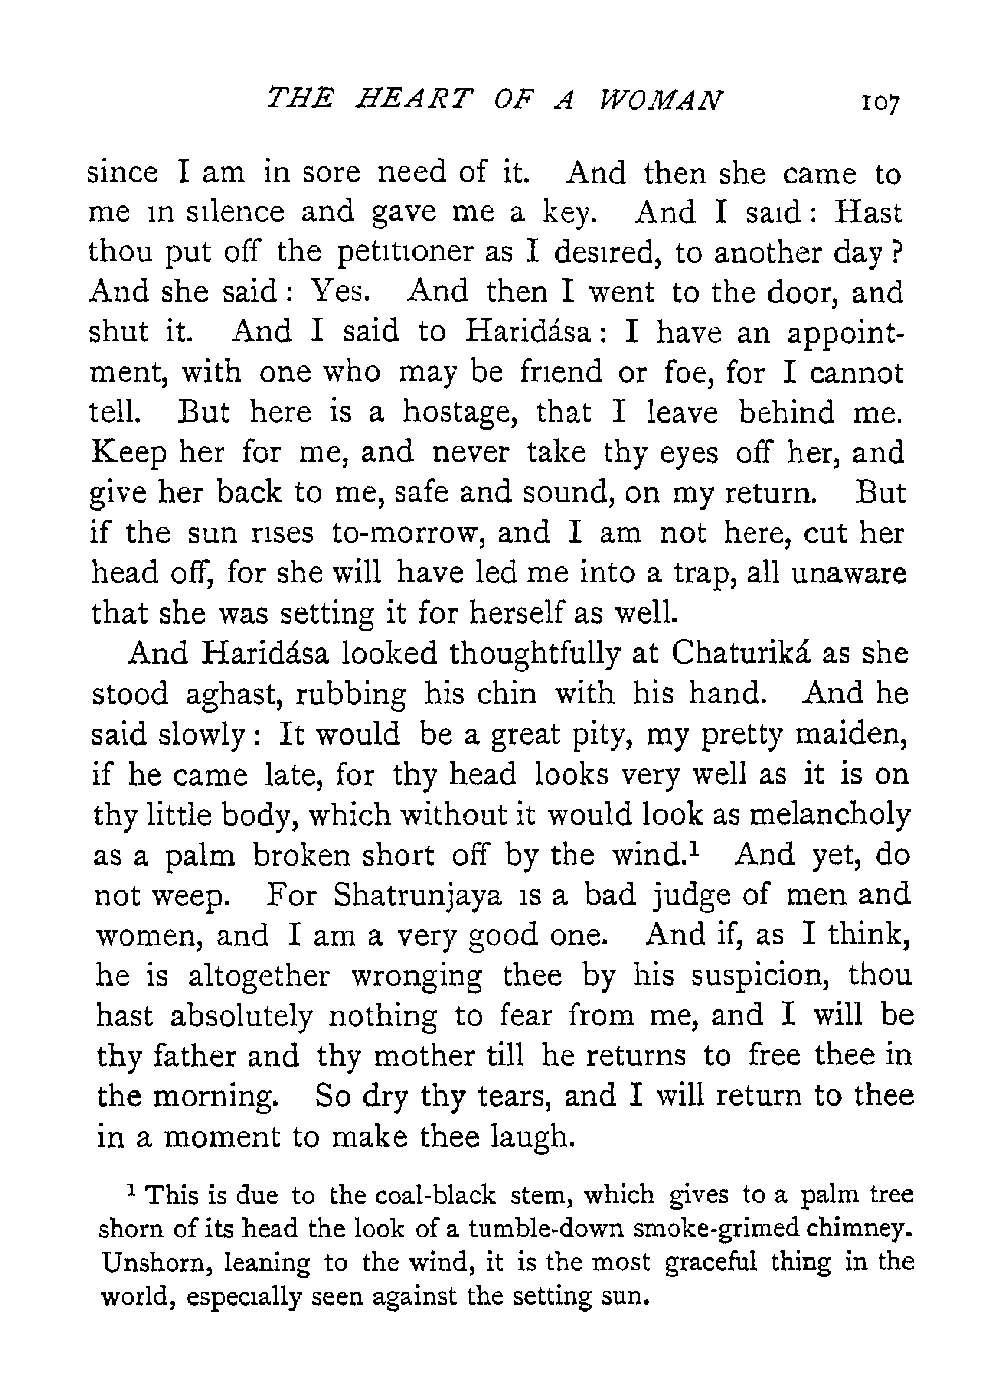 THE HEART OF A WOMAN 107
since I am in sore need of it. And then she came to
me in silence and gave me a key. And I said: Hast
thou put off the petitioner as I desired, to another day?
And she said: Yes. And then I went to the door, and
shut it. And I said to Haridása: I have an appoint-
ment, with one who may be friend or foe, for I cannot
tell. But here is a hostage, that I leave behind me.
Keep her for me, and never take thy eyes off her, and
give her back to me, safe and sound, on my return. But
if the sun rises to-morrow, and I am not here, cut her
head off, for she will have led me into a trap, all unaware
that she was setting it for herself as well.
And Haridása looked thoughtfully at Chaturiká as she
stood aghast, rubbing his chin with his hand. And he
said slowly: It would be a great pity, my pretty maiden,
if he came late, for thy head looks very well as it is on
thy little body, which without it would look as melancholy
as a palm broken short off by the wind.¹ And yet, do
not weep. For Shatrunjaya is a bad judge of men and
women, and I am a very good one. And if, as I think,
he is altogether wronging thee by his suspicion, thou
hast absolutely nothing to fear from me, and I will be
thy father and thy mother till he returns to free thee in
the morning. So dry thy tears, and I will return to thee
in a moment to make thee laugh.
¹ This is due to the coal-black stem, which gives to a palm tree
shorn of its head the look of a tumble-down smoke-grimed chimney.
Unshorn, leaning to the wind, it is the most graceful thing in the
world, especially seen against the setting sun.